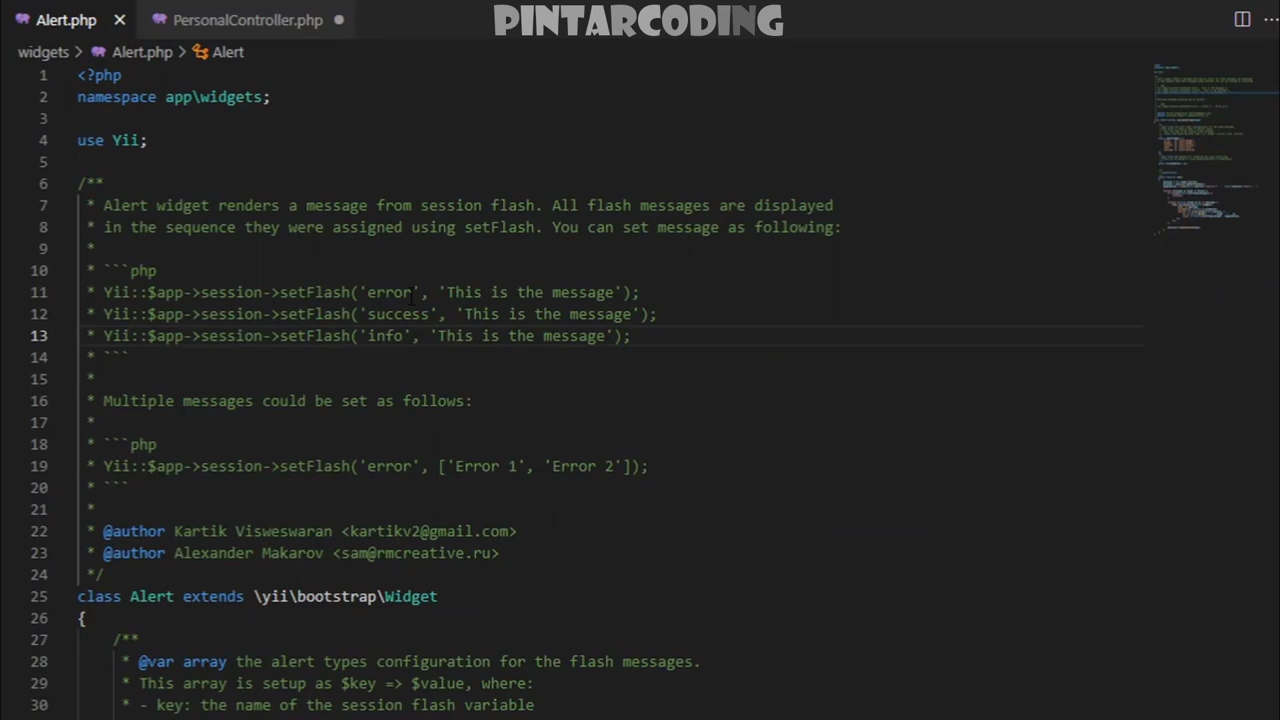 Alert.php
PersonalController.php
PINTARCODING
widgets > Alert.php > Alert
1 <?php
2 namespace app\widgets;
3
4 use Yii;
5
6 /**
7 * Alert widget renders a message from session flash. All flash messages are displayed
8 * in the sequence they were assigned using setFlash. You can set message as following:
9 *
10 * ```php
11 * Yii::$app->session->setFlash('error', 'This is the message');
12 * Yii::$app->session->setFlash('success', 'This is the message');
13 * Yii::$app->session->setFlash('info', 'This is the message');
14 * ```
15 *
16 * Multiple messages could be set as follows:
17 *
18 * ```php
19 * Yii::$app->session->setFlash('error', ['Error 1', 'Error 2']);
20 * ```
21 *
22 * @author Kartik Visweswaran <kartikv2@gmail.com>
23 * @author Alexander Makarov <sam@rmcreative.ru>
24 */
25 class Alert extends \yii\bootstrap\Widget
26 {
27 /**
28 * @var array the alert types configuration for the flash messages.
29 * This array is setup as $key => $value, where:
30 * - key: the name of the session flash variable